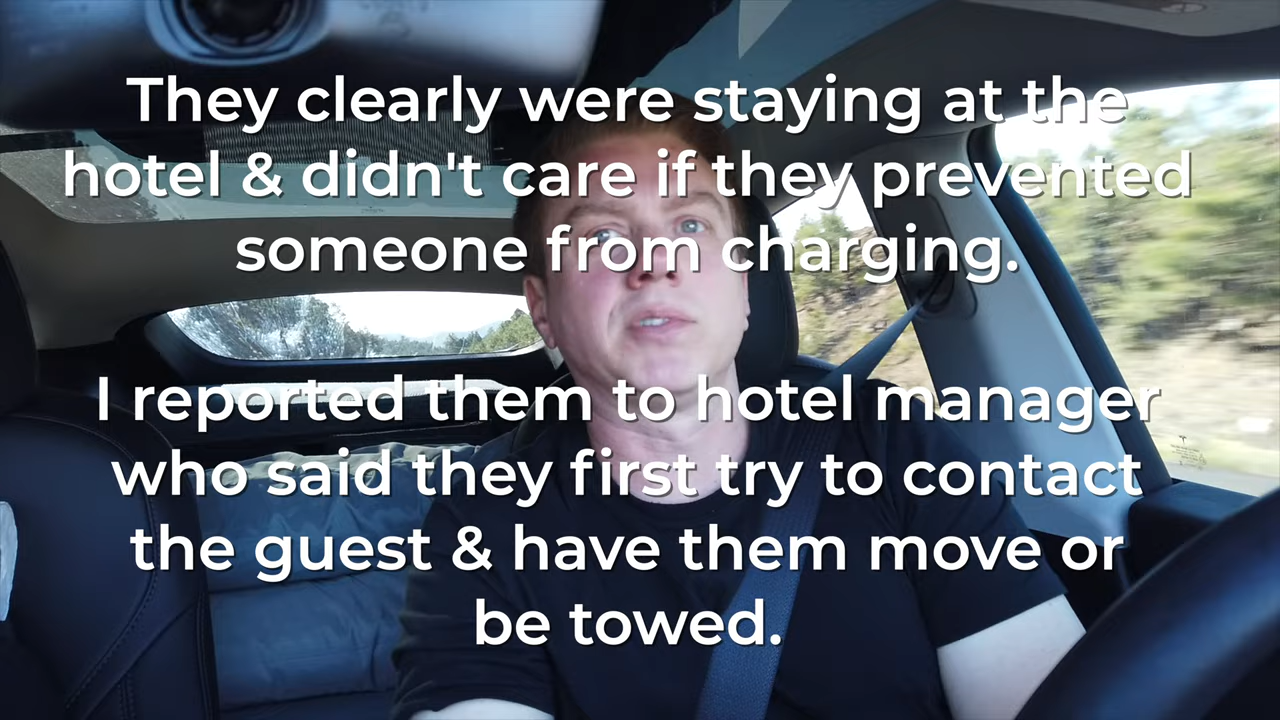 They clearly were staying at the
hotel & didn't care if they prevented
someone from charging.
I reported them to hotel manager
who said they first try to contact
the guest & have them move or
be towed.